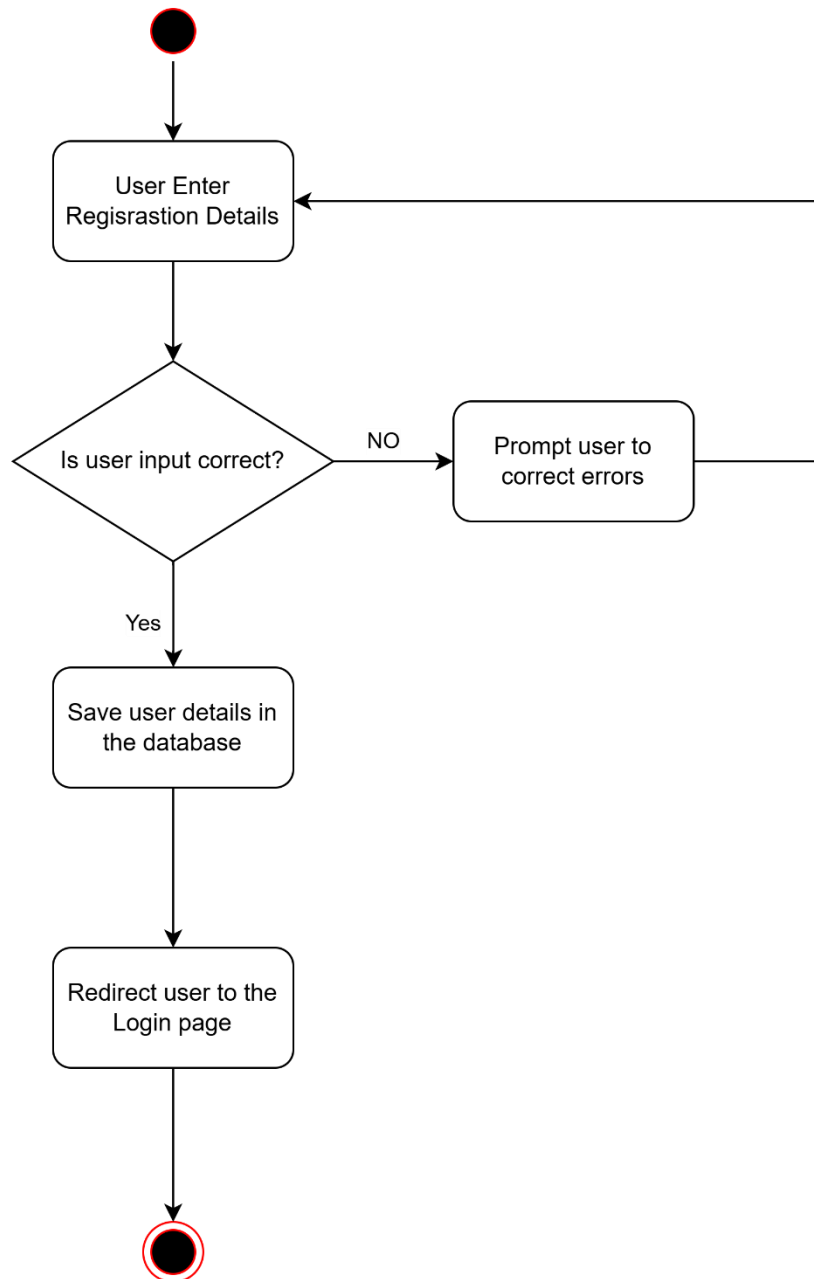 User Enter
Regisrastion Details
Is user input correct?
NO
Prompt user to
correct errors
Yes
Save user details in
the database
Redirect user to the
Login page